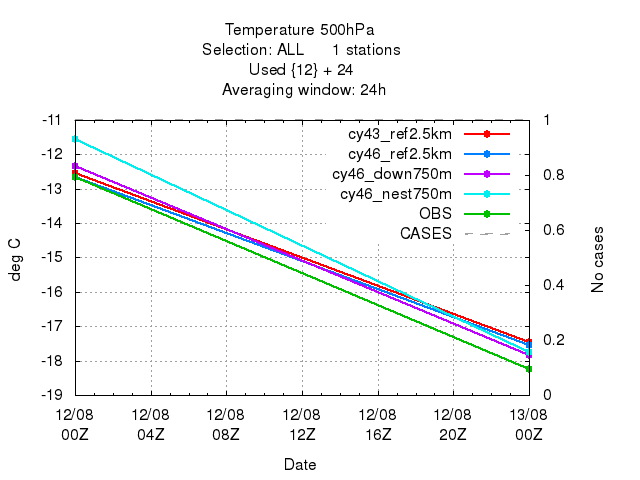 Temperature 500hPa
Selection: ALL 1 stations
Used {12} + 24
Averaging window: 24h
-11
-12
-13
-14
-15
-16
-17
-18
-19
deg C
1
0.8
0.6
0.4
0.2
0
No cases
cy43_ref2.5km
cy46_ref2.5km
cy46_down750m
cy46_nest750m
OBS
CASES
12/08 12/08 12/08 12/08 12/08 12/08 13/08
00Z 04Z 08Z 12Z 16Z 20Z 00Z
Date